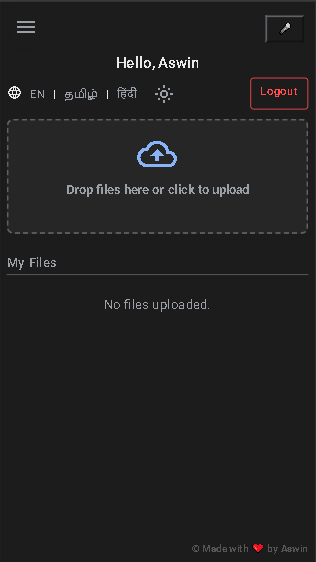 Hello, Aswin
EN | தமிழ் | हिंदी
Logout
Drop files here or click to upload
My Files
No files uploaded.
© Made with ❤️ by Aswin